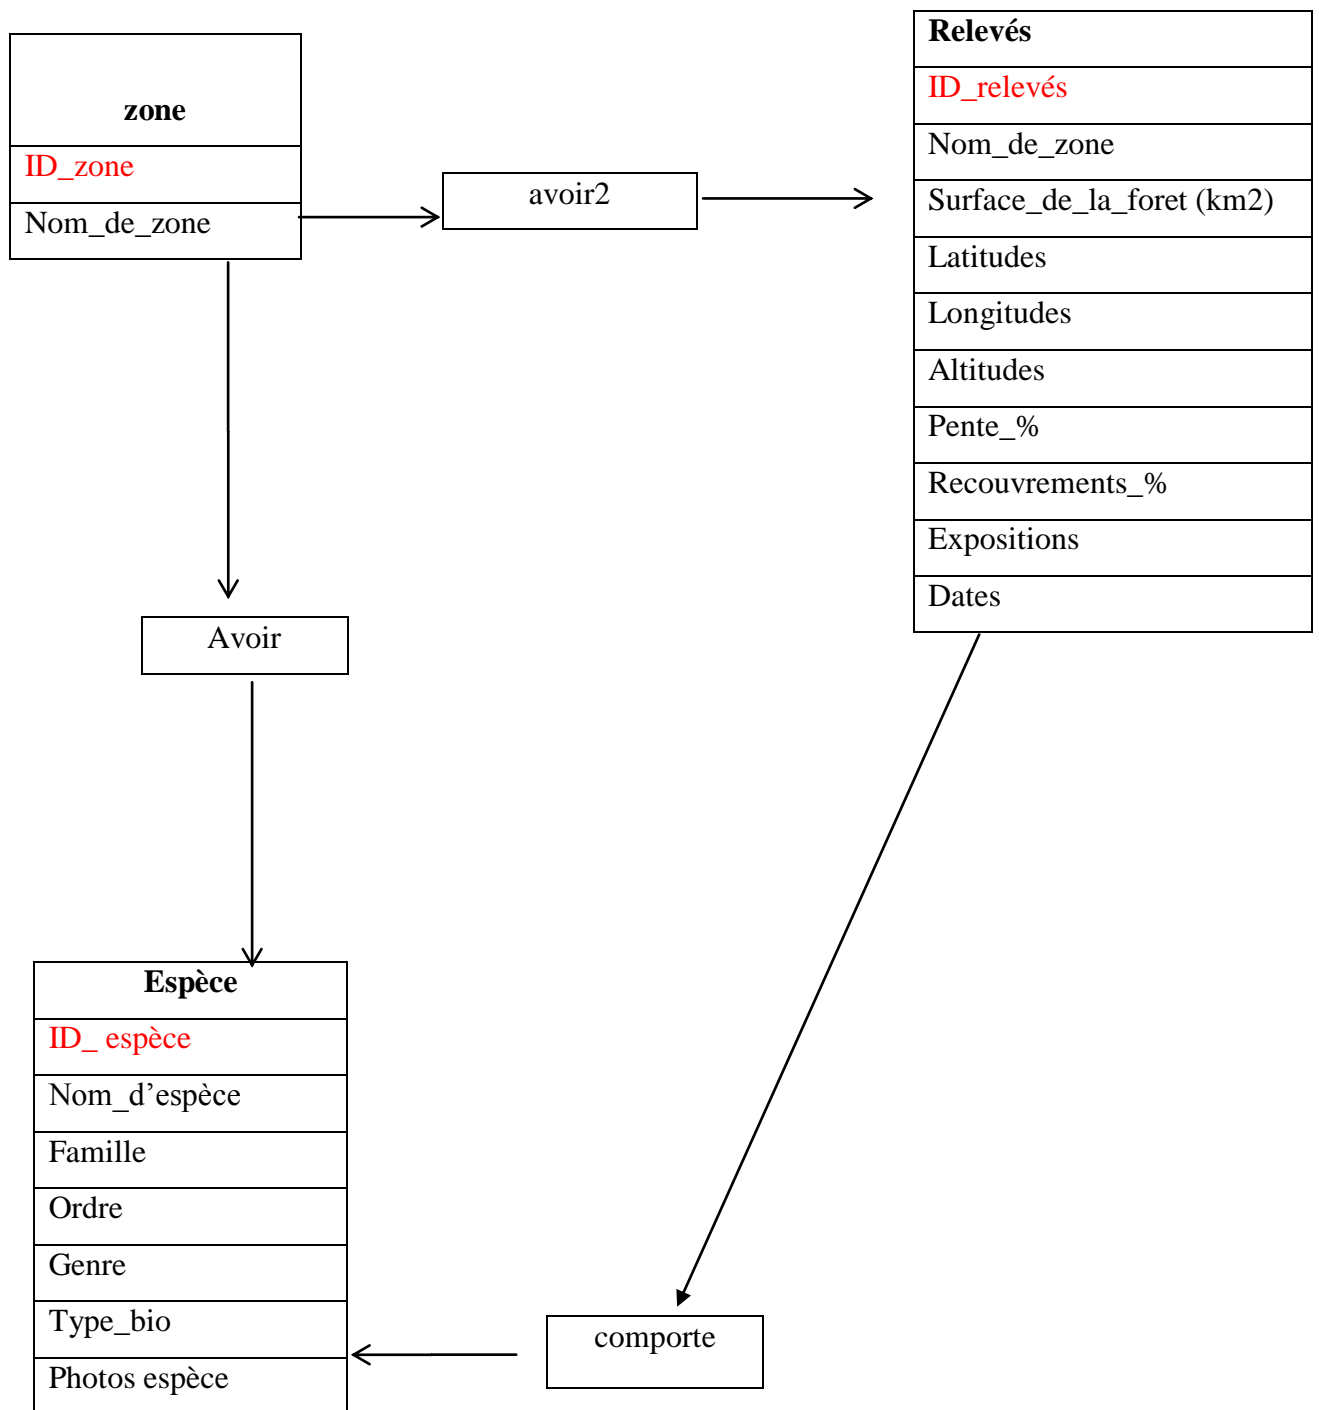 zone
ID_zone
Nom_de_zone
avoir2
Relevés
ID_relevés
Nom_de_zone
Surface_de_la_foret (km2)
Latitudes
Longitudes
Altitudes
Pente_%
Recouvrements_%
Expositions
Dates
Avoir
Espèce
ID_ espèce
Nom_d’espèce
Famille
Ordre
Genre
Type_bio
Photos espèce
comporte